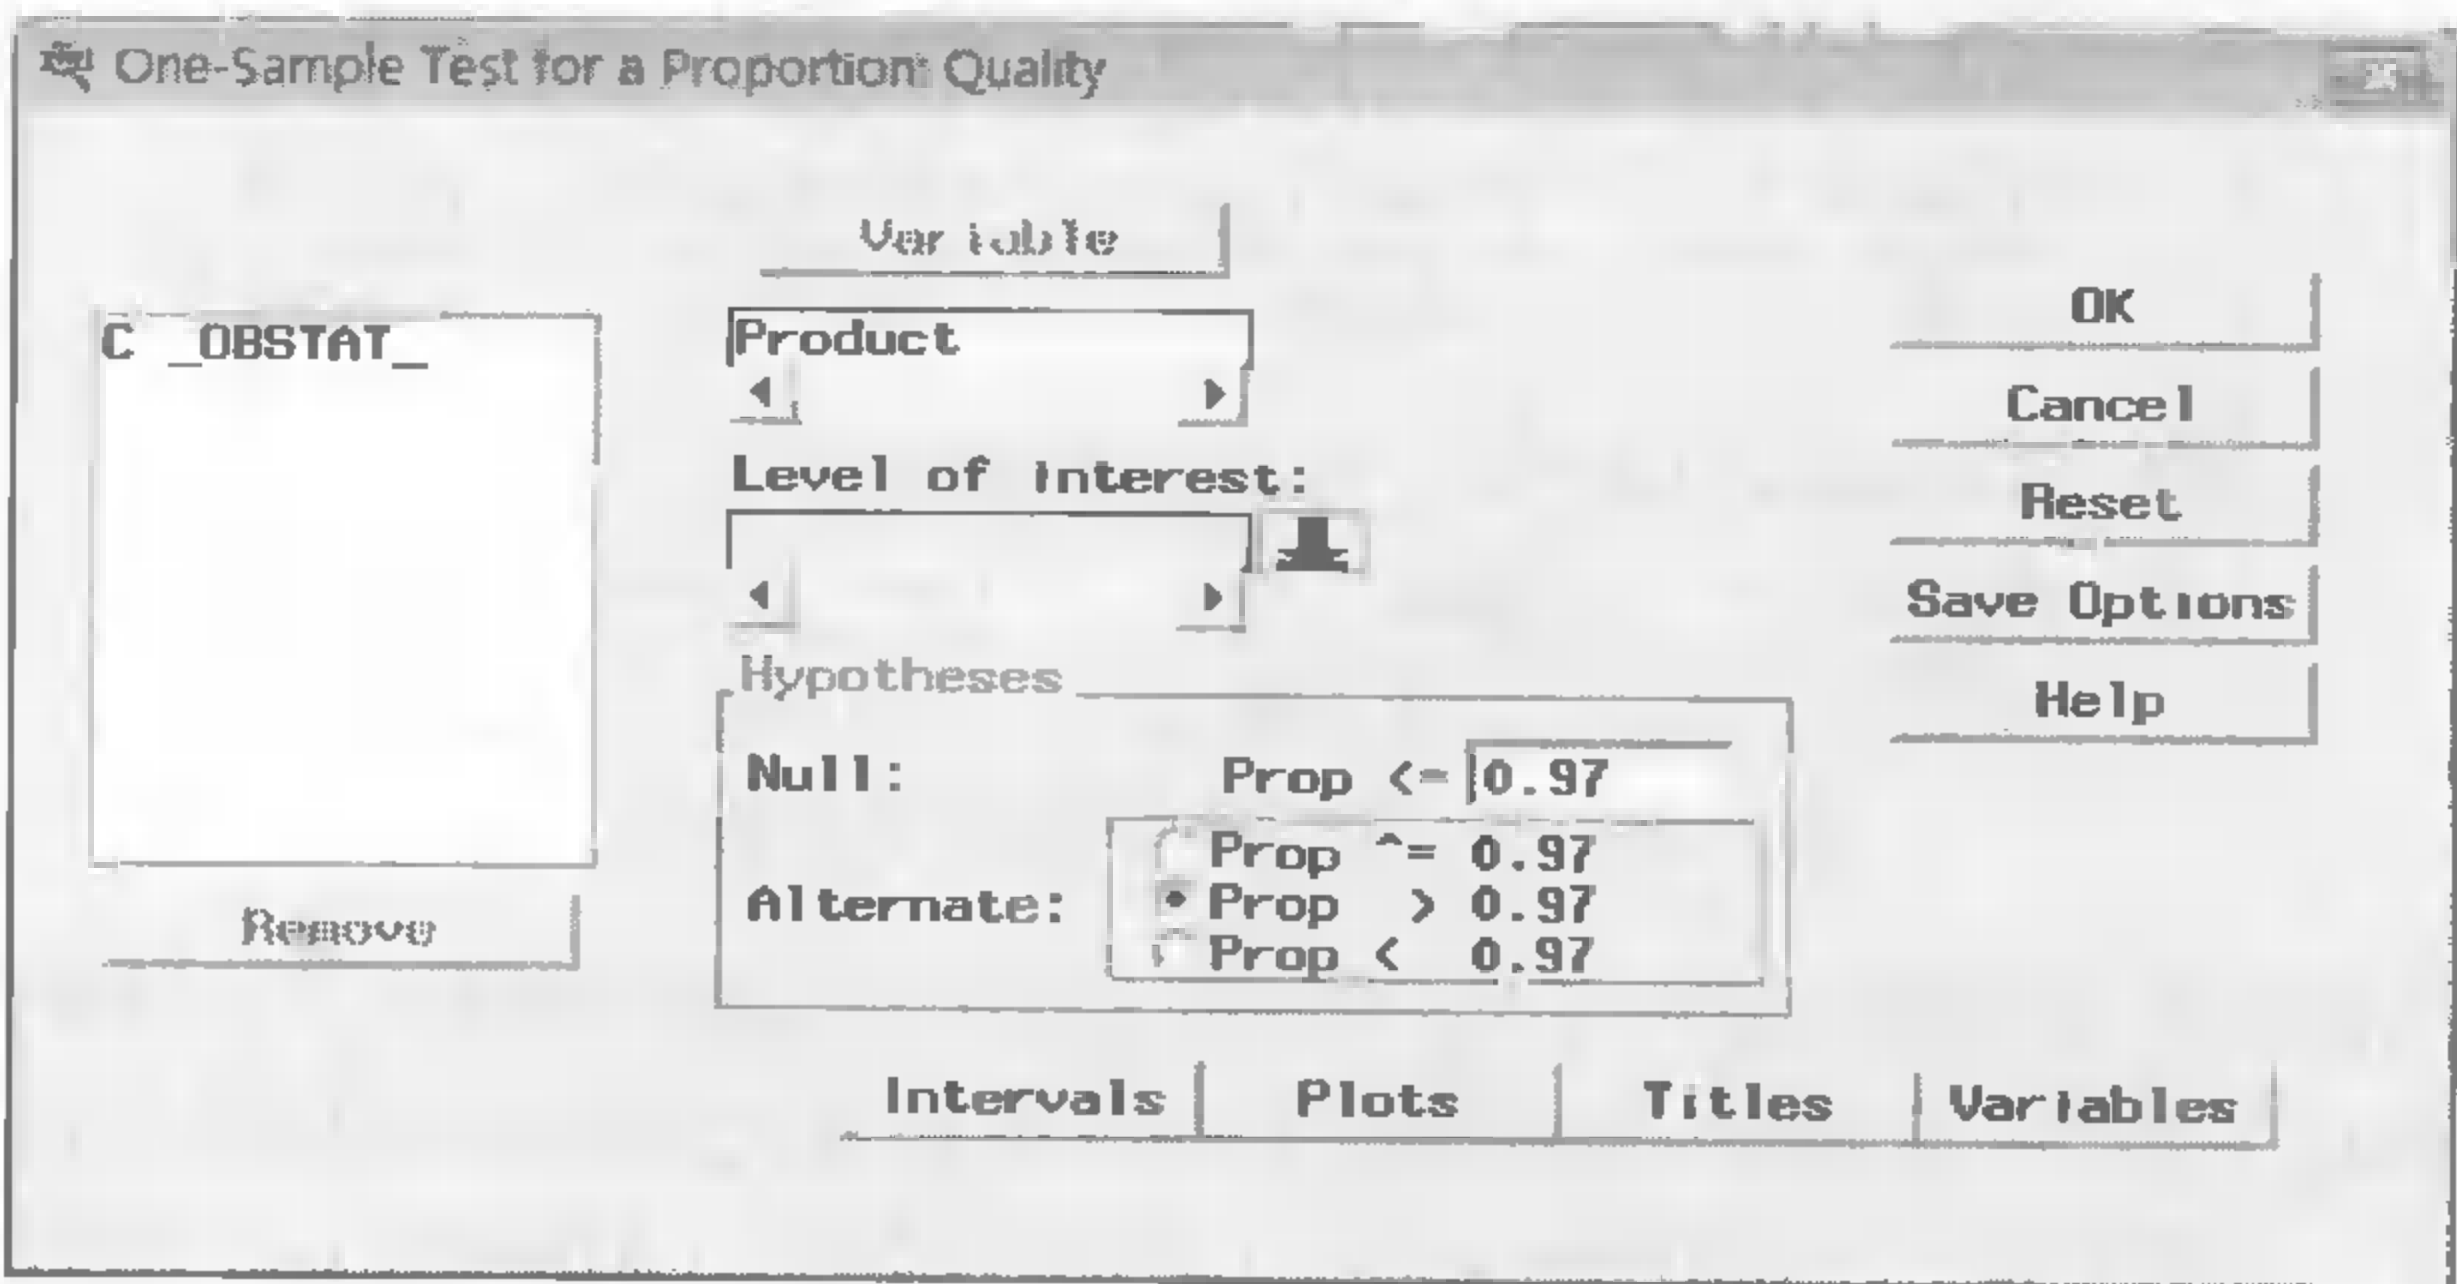 One-Sample Test for a Proportion: Quality
Variable
C _OBSTAT_
Product
Level of Interest:
OK
Cancel
Reset
Save Options
Help
Remove
Hypotheses
Null: Prop <= 0.97
Prop ^= 0.97
Alternate: Prop > 0.97
Prop < 0.97
Intervals Plots Titles Variables